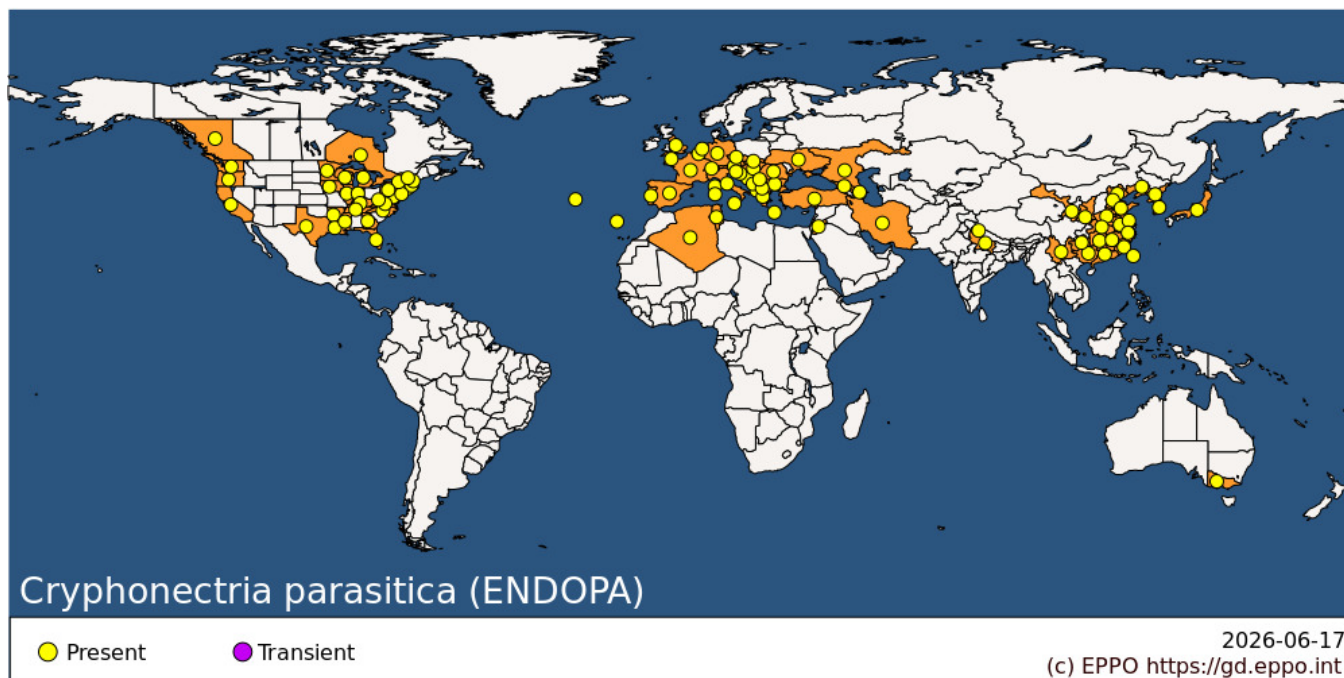 Cryphonectria parasitica (ENDOPA)
Present
Transient
2026-06-17
(c) EPPO https://gd.eppo.int